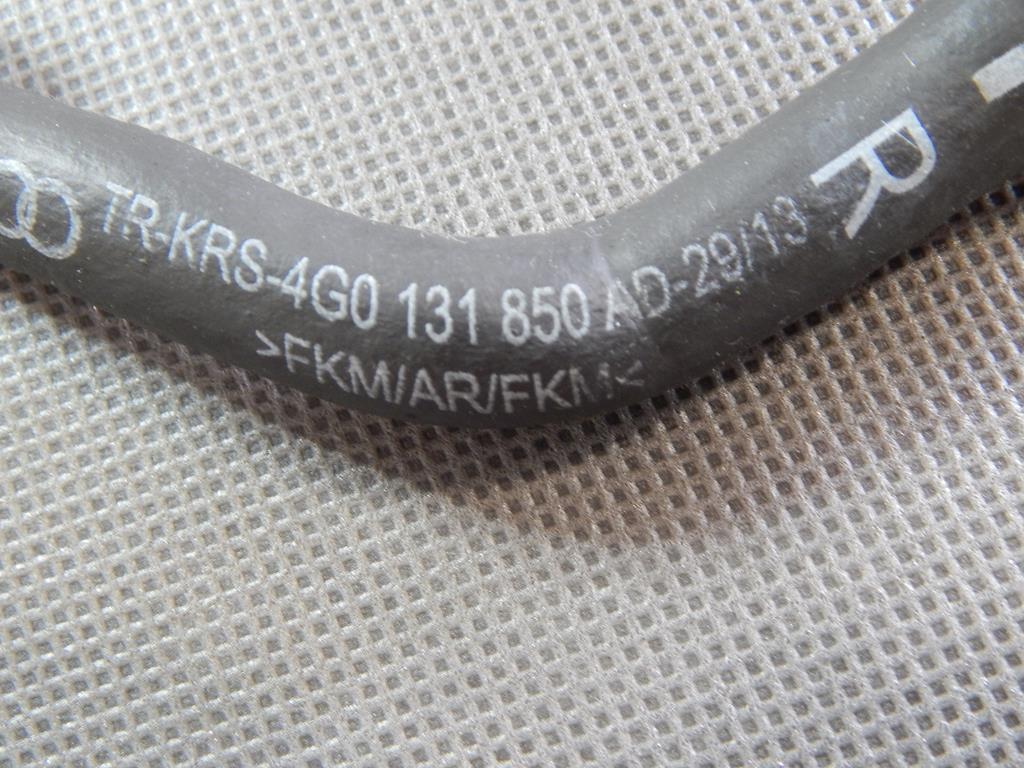 TR-KRS-4G0 131 850 AD-29/13
>FKM/AR/FKM<
R